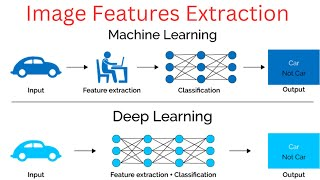 Image Features Extraction
Machine Learning
Car
Not Car
Input
Feature extraction
Classification
Output
Deep Learning
Car
Not Car
Input
Feature extraction + Classification
Output